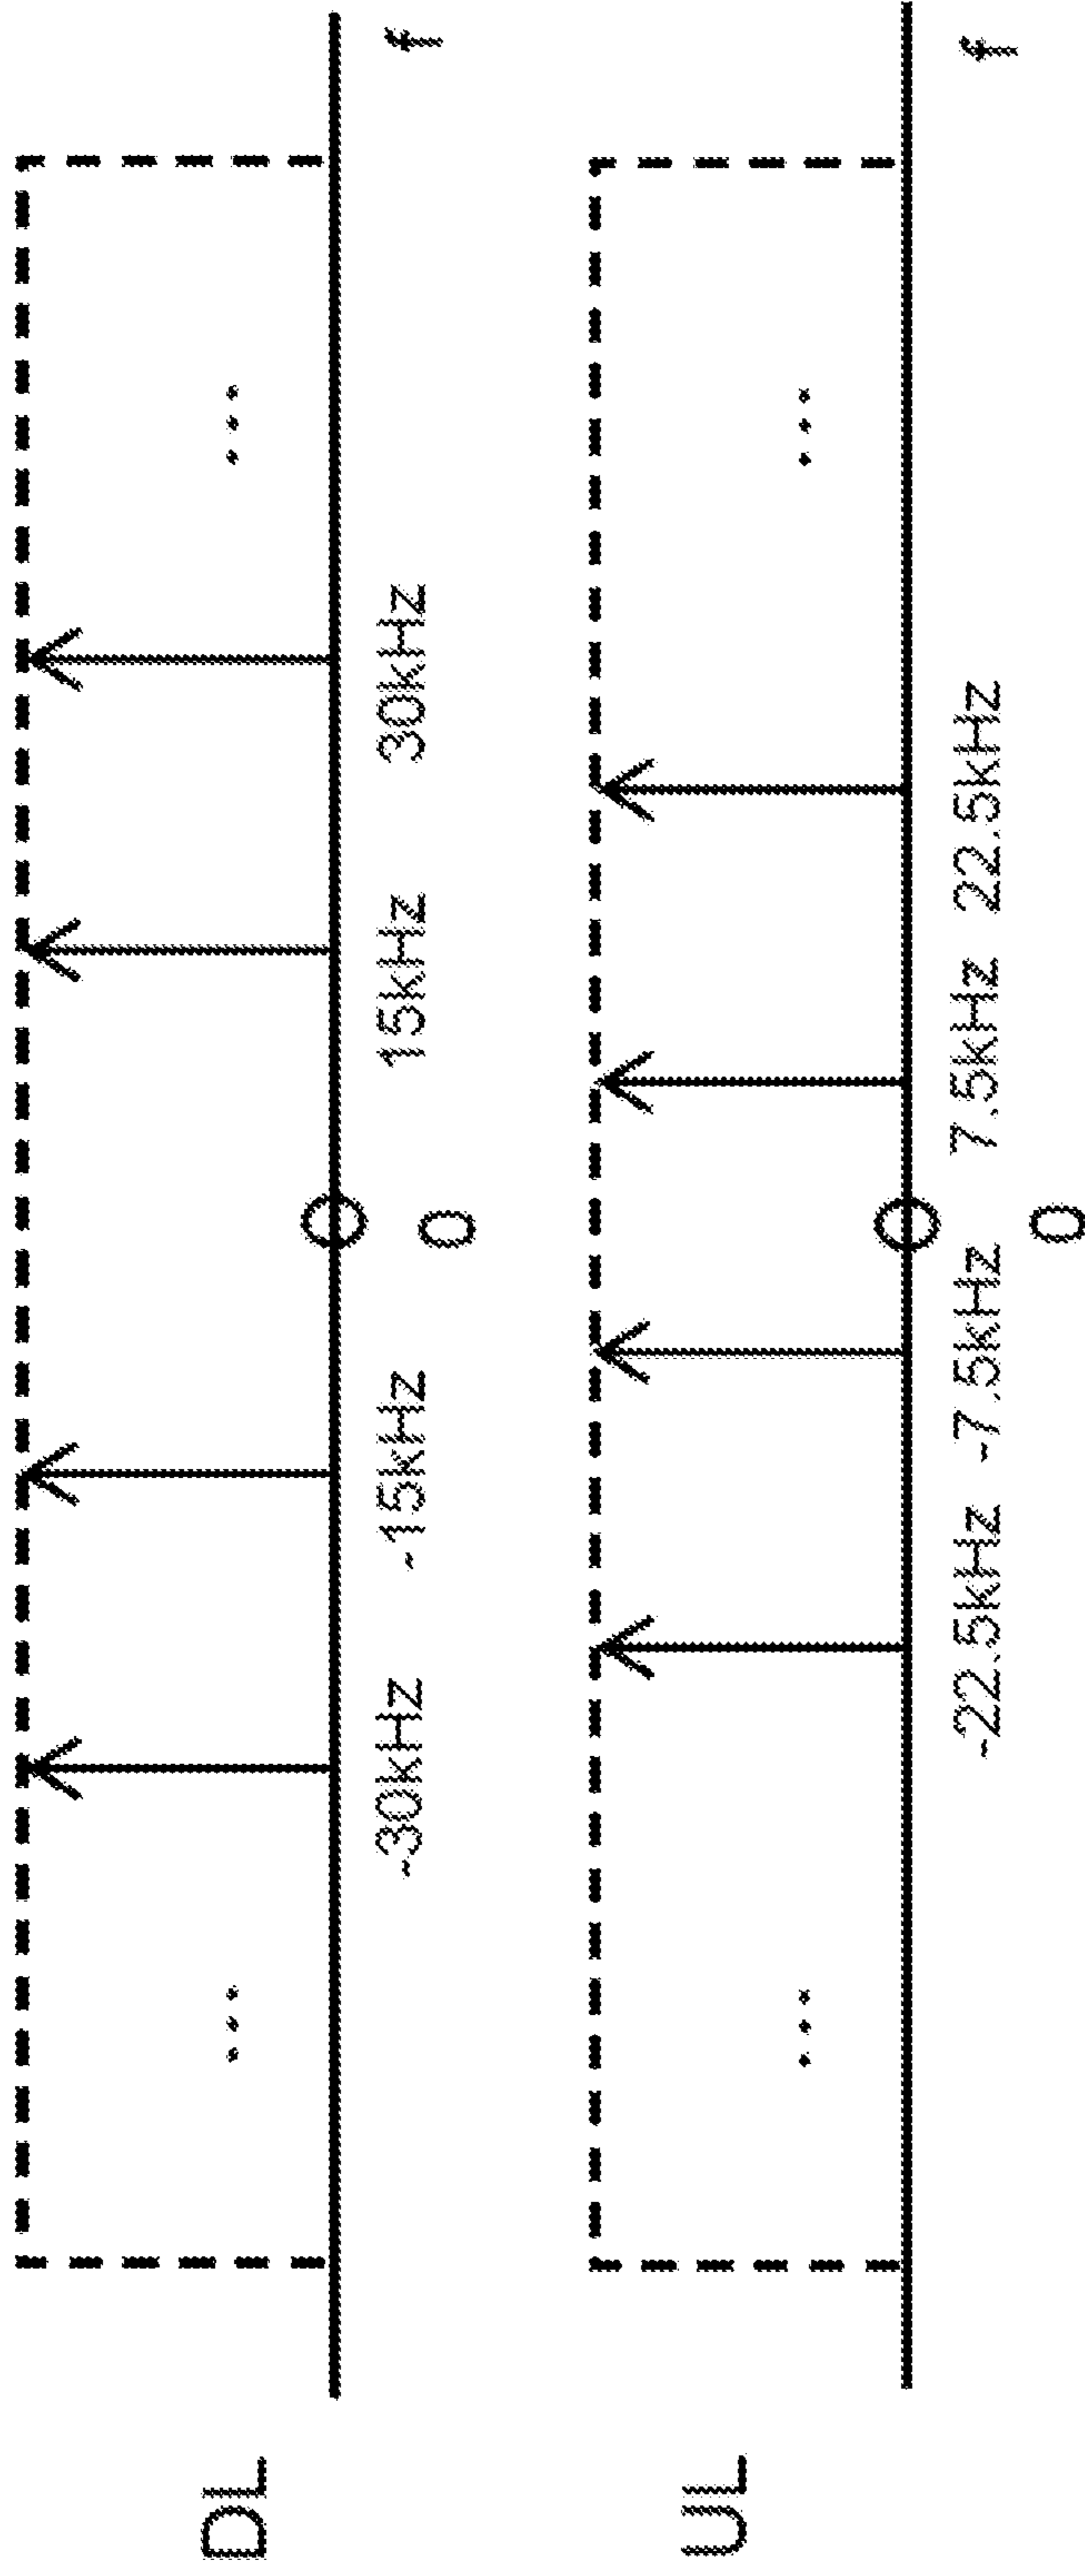 DL
... ...
-30kHz -15kHz 15kHz 30kHz f
0
UL
... ...
-22.5kHz -7.5kHz 7.5kHz 22.5kHz f
0